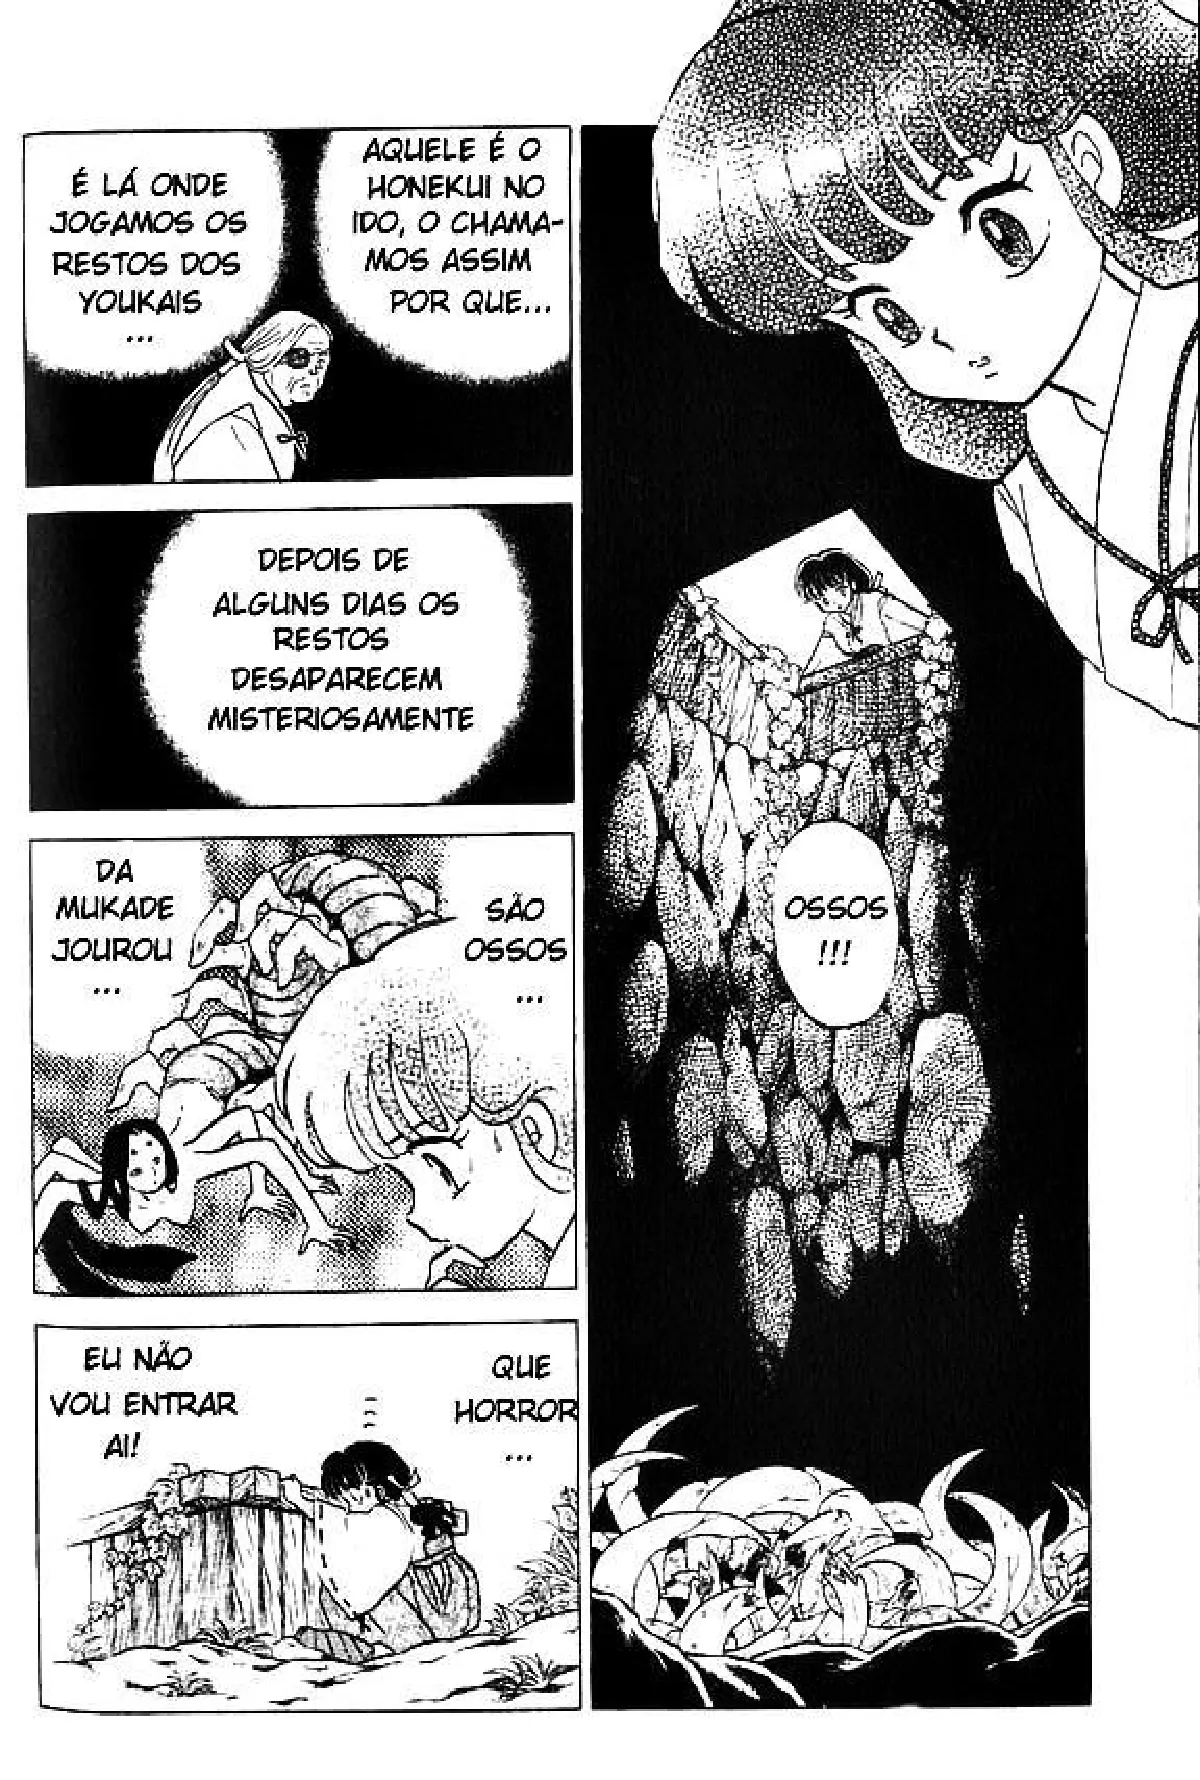 OSSOS
!!!
AQUELE É O
HONEKUI NO
IDO, O CHAMA-
MOS ASSIM
POR QUE...
É LÁ ONDE
JOGAMOS OS
RESTOS DOS
YOUKAIS
...
DEPOIS DE
ALGUNS DIAS OS
RESTOS
DESAPARECEM
MISTERIOSAMENTE
SÃO
OSSOS
...
DA
MUKADE
JOUROU
...
QUE
HORROR
...
EU NÃO
VOU ENTRAR
AI!